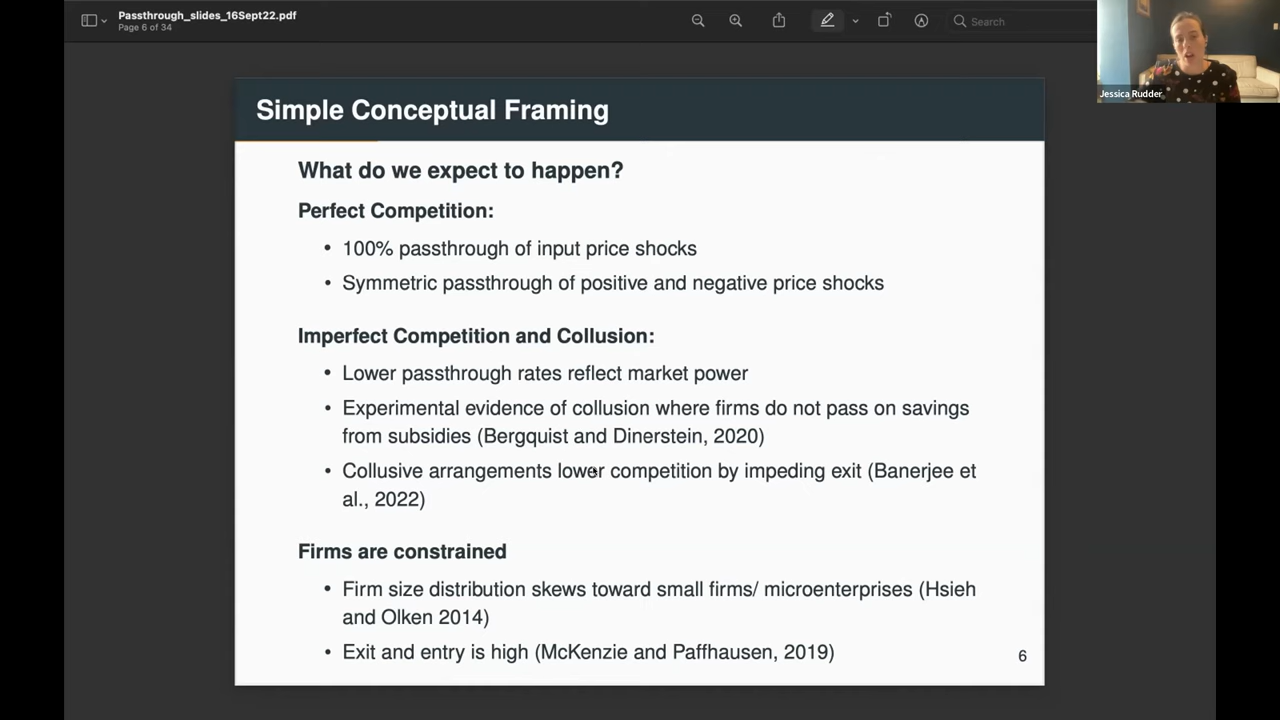 Passthrough_slides_16Sept22.pdf
Page 6 of 34
Search
Jessica Rudder
Simple Conceptual Framing
What do we expect to happen?
Perfect Competition:
• 100% passthrough of input price shocks
• Symmetric passthrough of positive and negative price shocks
Imperfect Competition and Collusion:
• Lower passthrough rates reflect market power
• Experimental evidence of collusion where firms do not pass on savings
from subsidies (Bergquist and Dinerstein, 2020)
• Collusive arrangements lower competition by impeding exit (Banerjee et
al., 2022)
Firms are constrained
• Firm size distribution skews toward small firms/ microenterprises (Hsieh
and Olken 2014)
• Exit and entry is high (McKenzie and Paffhausen, 2019)
6